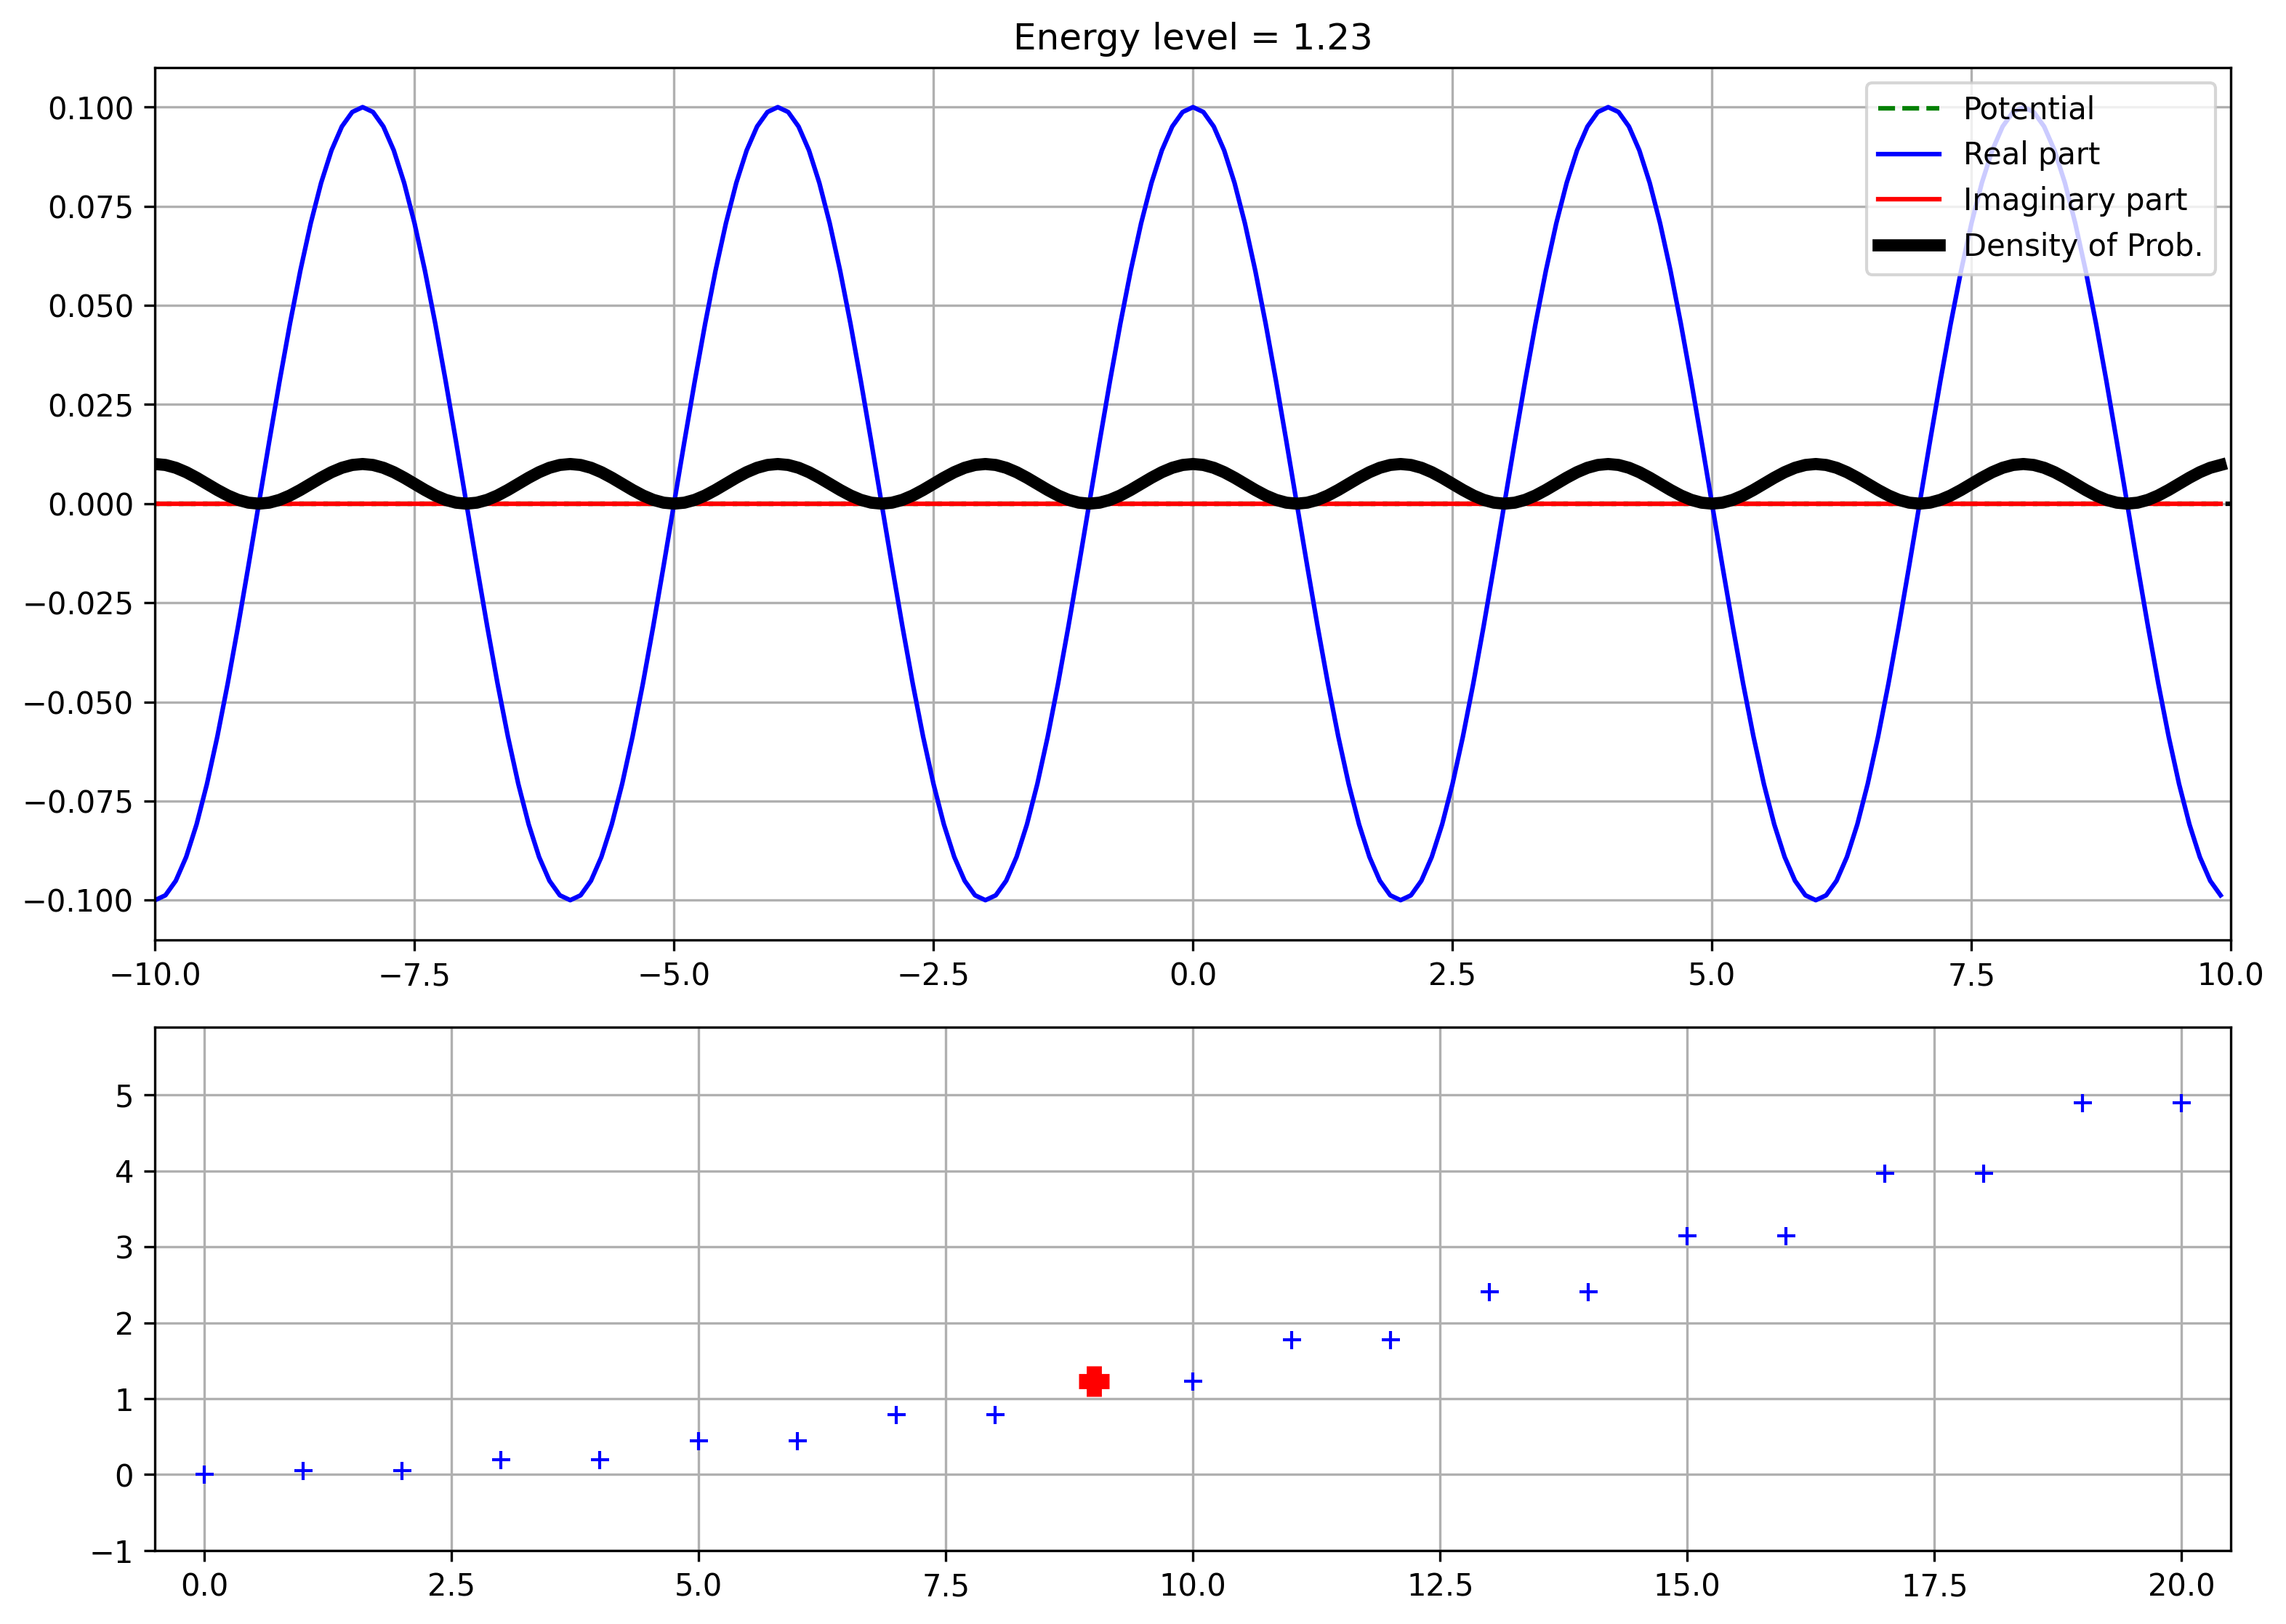 Energy level = 1.23
Potential
Real part
Imaginary part
Density of Prob.
0.100
0.075
0.050
0.025
0.000
−0.025
−0.050
−0.075
−0.100
−10.0 −7.5 −5.0 −2.5 0.0 2.5 5.0 7.5 10.0
5
4
3
2
1
0
−1
0.0 2.5 5.0 7.5 10.0 12.5 15.0 17.5 20.0